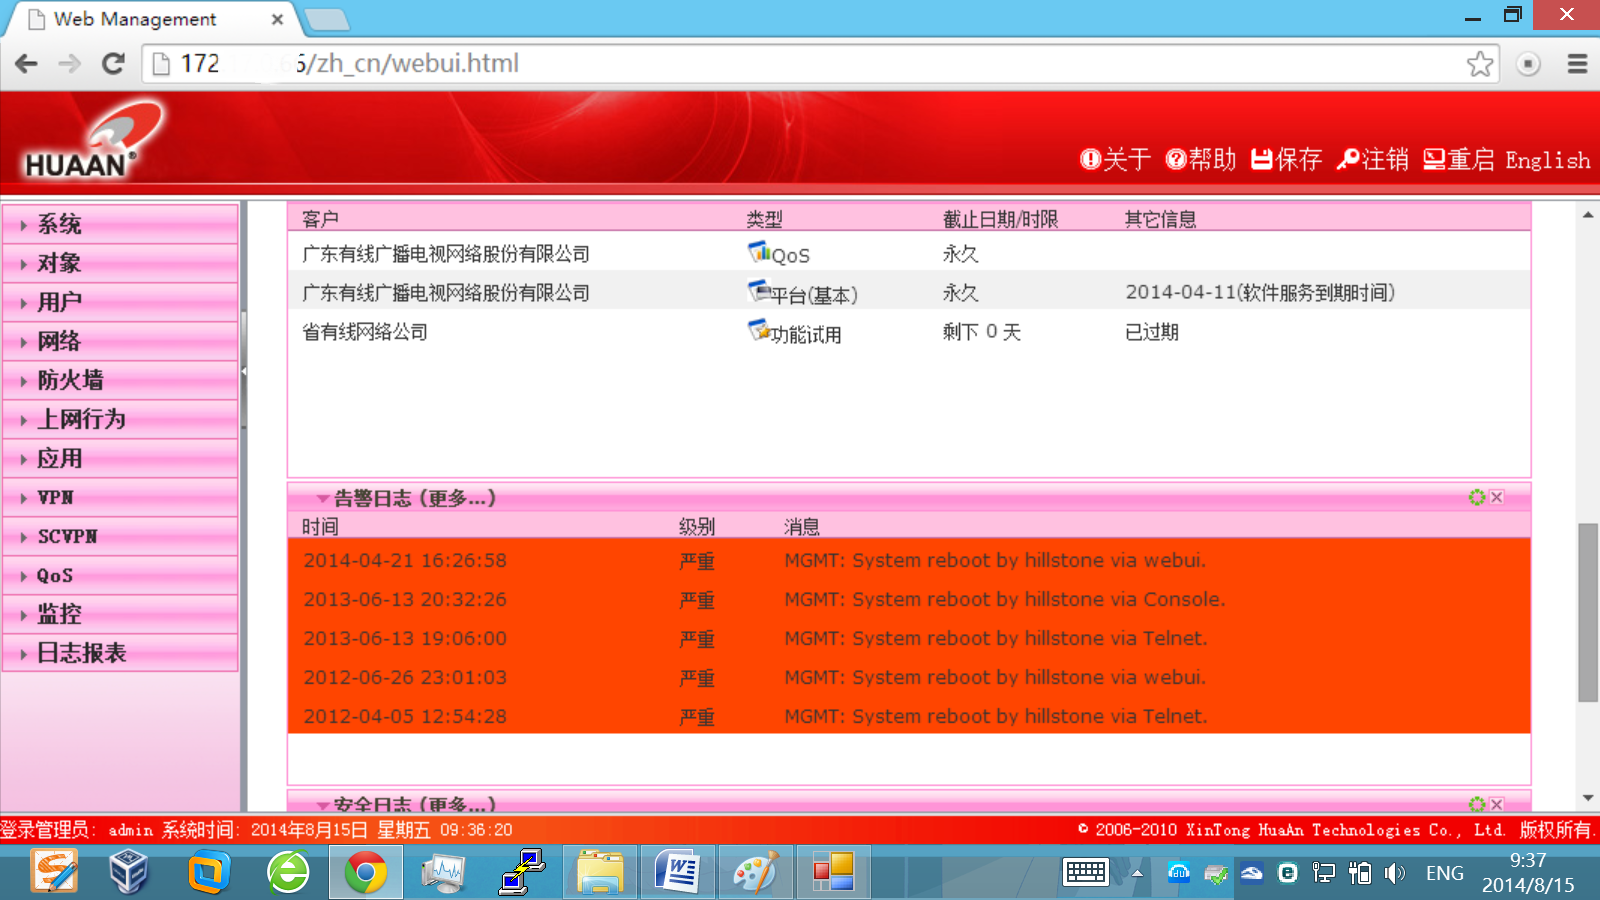 Web Management
172 6/zh_cn/webui.html
HUAAN®
关于 帮助 保存 注销 重启 English
系统
对象
用户
网络
防火墙
上网行为
应用
VPN
SCVPN
QoS
监控
日志报表
客户 类型 截止日期/时限 其它信息
广东有线广播电视网络股份有限公司 QoS 永久
广东有线广播电视网络股份有限公司 平台(基本) 永久 2014-04-11(软件服务到期时间)
省有线网络公司 功能试用 剩下 0 天 已过期
告警日志 (更多...)
时间 级别 消息
2014-04-21 16:26:58 严重 MGMT: System reboot by hillstone via webui.
2013-06-13 20:32:26 严重 MGMT: System reboot by hillstone via Console.
2013-06-13 19:06:00 严重 MGMT: System reboot by hillstone via Telnet.
2012-06-26 23:01:03 严重 MGMT: System reboot by hillstone via webui.
2012-04-05 12:54:28 严重 MGMT: System reboot by hillstone via Telnet.
安全日志 (更多...)
登录管理员: admin 系统时间: 2014年8月15日 星期五 09:36:20
© 2006-2010 XinTong HuaAn Technologies Co., Ltd. 版权所有.
ENG
9:37
2014/8/15